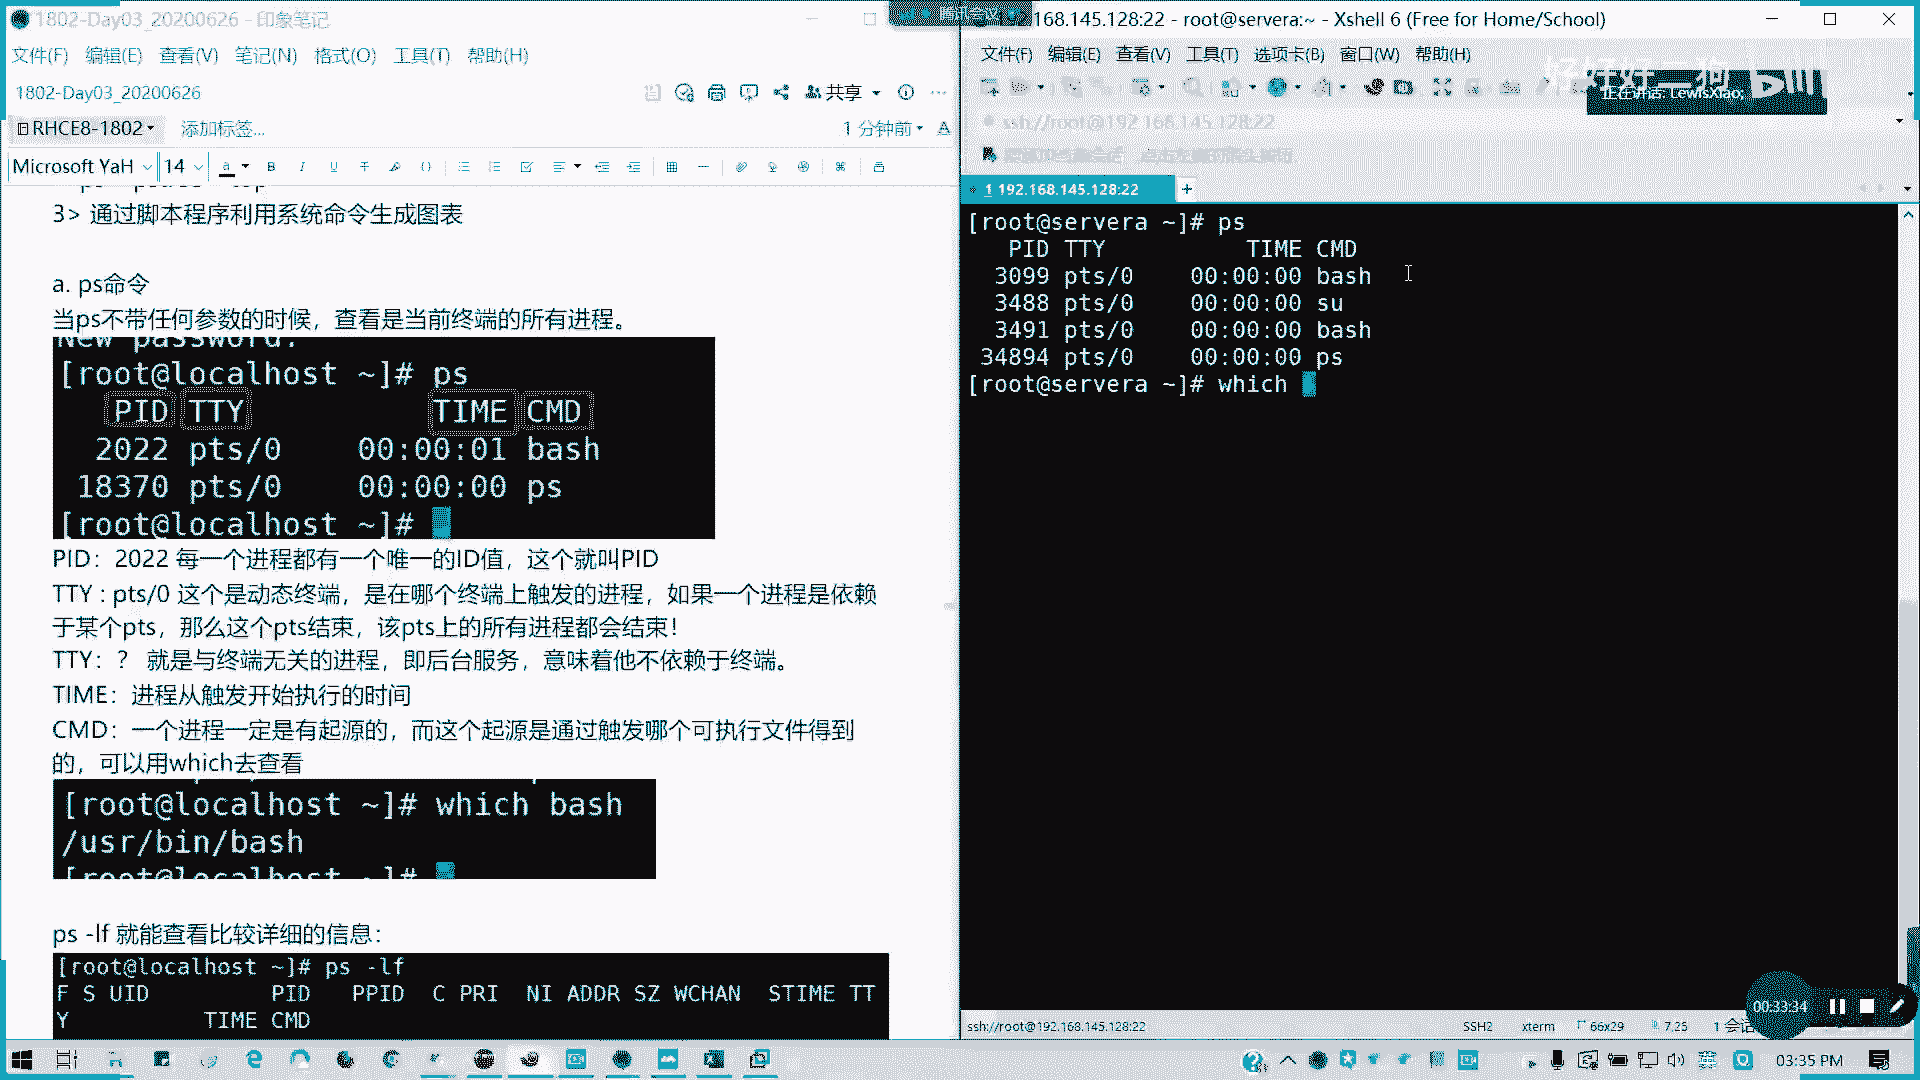 1802-Day03_20200626 - 印象笔记
文件(F) 编辑(E) 查看(V) 笔记(N) 格式(O) 工具(T) 帮助(H)
1802-Day03_20200626
共享
RHCE8-1802
添加标签...
1 分钟前
Microsoft YaH 14
3> 通过脚本程序利用系统命令生成图表
a. ps命令
当ps不带任何参数的时候，查看是当前终端的所有进程。
New password:
[root@localhost ~]# ps
PID TTY TIME CMD
2022 pts/0 00:00:01 bash
18370 pts/0 00:00:00 ps
[root@localhost ~]#
PID：2022 每一个进程都有一个唯一的ID值，这个就叫PID
TTY : pts/0 这个是动态终端，是在哪个终端上触发的进程，如果一个进程是依赖
于某个pts，那么这个pts结束，该pts上的所有进程都会结束！
TTY：？ 就是与终端无关的进程，即后台服务，意味着他不依赖于终端。
TIME：进程从触发开始执行的时间
CMD：一个进程一定是有起源的，而这个起源是通过触发哪个可执行文件得到
的，可以用which去查看
[root@localhost ~]# which bash
/usr/bin/bash
[root@localhost ~]#
ps -lf 就能查看比较详细的信息：
[root@localhost ~]# ps -lf
F S UID PID PPID C PRI NI ADDR SZ WCHAN STIME TT
Y TIME CMD
腾讯会议
192.168.145.128:22 - root@servera:~ - Xshell 6 (Free for Home/School)
文件(F) 编辑(E) 查看(V) 工具(T) 选项卡(B) 窗口(W) 帮助(H)
正在讲话: LewisXiao;
ssh://root@192.168.145.128:22
1 192.168.145.128:22
[root@servera ~]# ps
PID TTY TIME CMD
3099 pts/0 00:00:00 bash
3488 pts/0 00:00:00 su
3491 pts/0 00:00:00 bash
34894 pts/0 00:00:00 ps
[root@servera ~]# which
00:33:34
ssh://root@192.168.145.128:22 SSH2 xterm 66x29 7,25 1 会话
03:35 PM